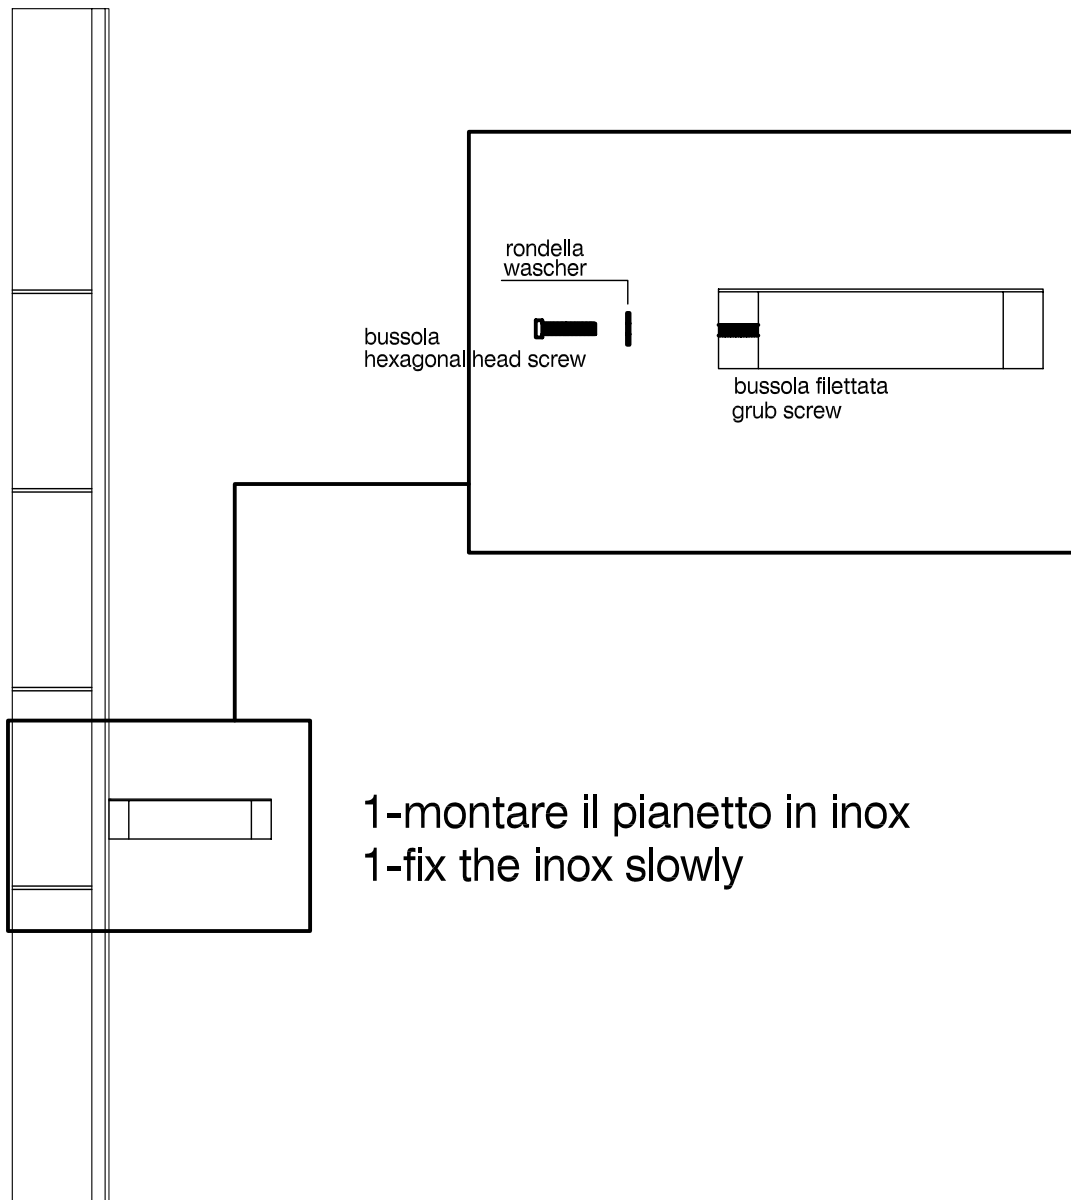 rondella
wascher
bussola
hexagonal head screw
bussola filettata
grub screw
1-montare il pianetto in inox
1-fix the inox slowly